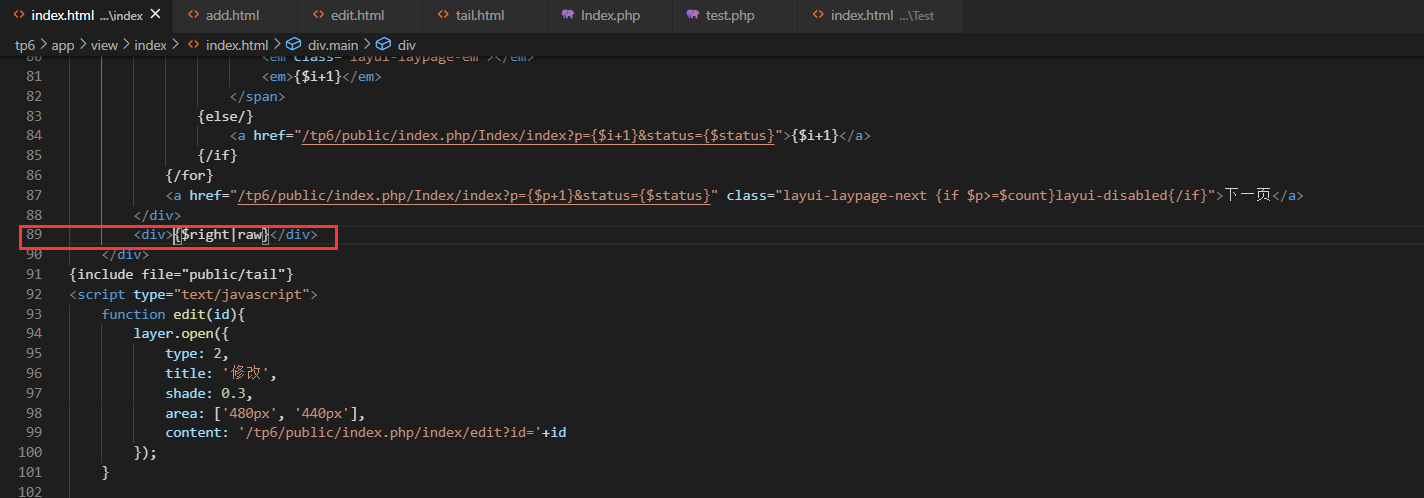 index.html ...\index add.html edit.html tail.html Index.php test.php index.html ...\Test
tp6 > app > view > index > index.html > div.main > div
80 <em class="layui-laypage-em"></em>
81 <em>{$i+1}</em>
82 </span>
83 {else/}
84 <a href="/tp6/public/index.php/Index/index?p={$i+1}&status={$status}">{$i+1}</a>
85 {/if}
86 {/for}
87 <a href="/tp6/public/index.php/Index/index?p={$p+1}&status={$status}" class="layui-laypage-next {if $p>=$count}layui-disabled{/if}">下一页</a>
88 </div>
89 <div>{$right|raw}</div>
90 </div>
91 {include file="public/tail"}
92 <script type="text/javascript">
93 function edit(id){
94 layer.open({
95 type: 2,
96 title: '修改',
97 shade: 0.3,
98 area: ['480px', '440px'],
99 content: '/tp6/public/index.php/index/edit?id='+id
100 });
101 }
102